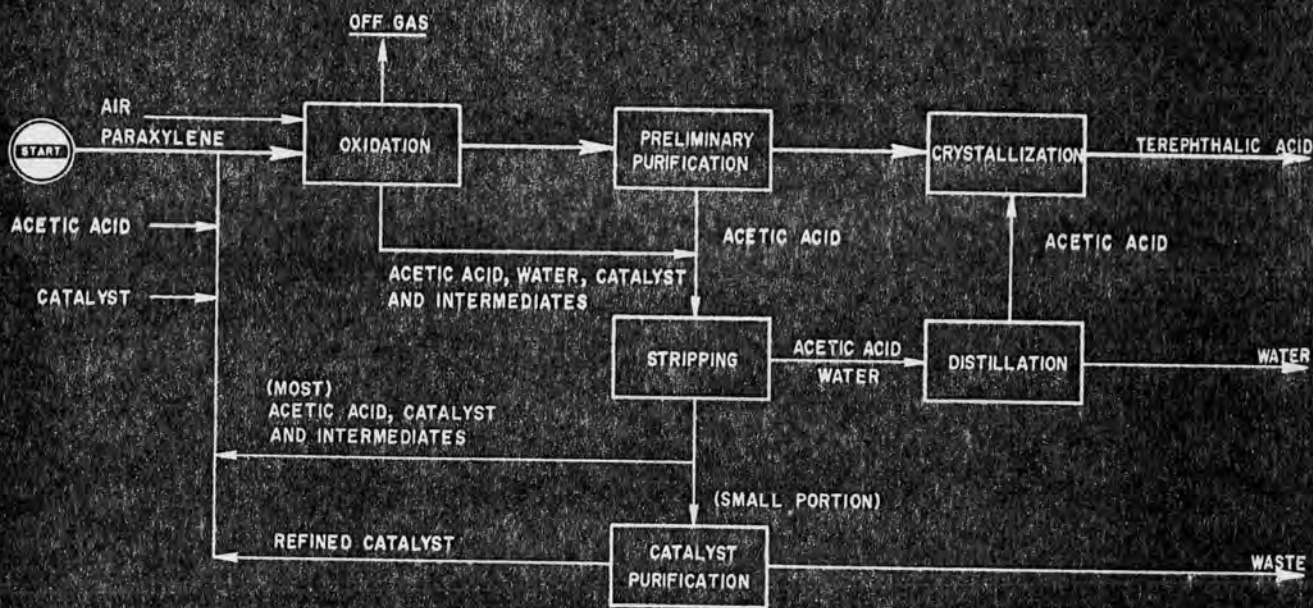 OFF GAS
AIR
PARAXYLENE
START
OXIDATION
PRELIMINARY
PURIFICATION
CRYSTALLIZATION
TEREPHTHALIC ACID
ACETIC ACID
ACETIC ACID
ACETIC ACID
ACETIC ACID, WATER, CATALYST
AND INTERMEDIATES
CATALYST
STRIPPING
ACETIC ACID
WATER
DISTILLATION
WATER
(MOST)
ACETIC ACID, CATALYST
AND INTERMEDIATES
(SMALL PORTION)
REFINED CATALYST
CATALYST
PURIFICATION
WASTE